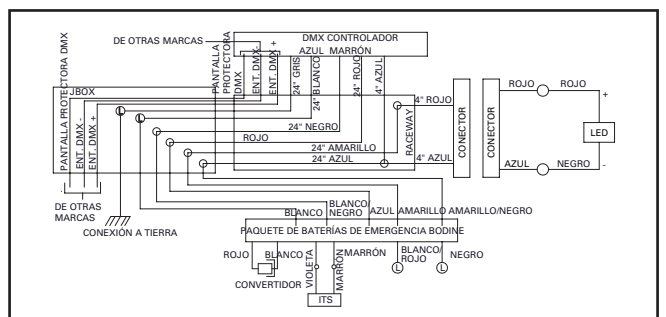 DMX CONTROLADOR
DE OTRAS MARCAS
AZUL MARRÓN
PANTALLA PROTECTORA DMX
ENT. DMX -
ENT. DMX +
JBOX
PANTALLA PROTECTORA
DMX
ENT. DMX-
ENT. DMX +
24" GRIS
24" BLANCO
24" ROJO
4" AZUL
24" NEGRO
ROJO
24" AMARILLO
24" AZUL
RACEWAY
4" ROJO
4" AZUL
CONECTOR
CONECTOR
ROJO
ROJO
+
LED
AZUL
NEGRO
-
DE OTRAS MARCAS
CONEXIÓN A TIERRA
BLANCO
BLANCO/NEGRO
AZUL
AMARILLO
AMARILLO/NEGRO
PAQUETE DE BATERÍAS DE EMERGENCIA BODINE
ROJO
BLANCO
CONVERTIDOR
VIOLETA
MARRÓN
MARRÓN
ITS
BLANCO/ROJO
L
NEGRO
L